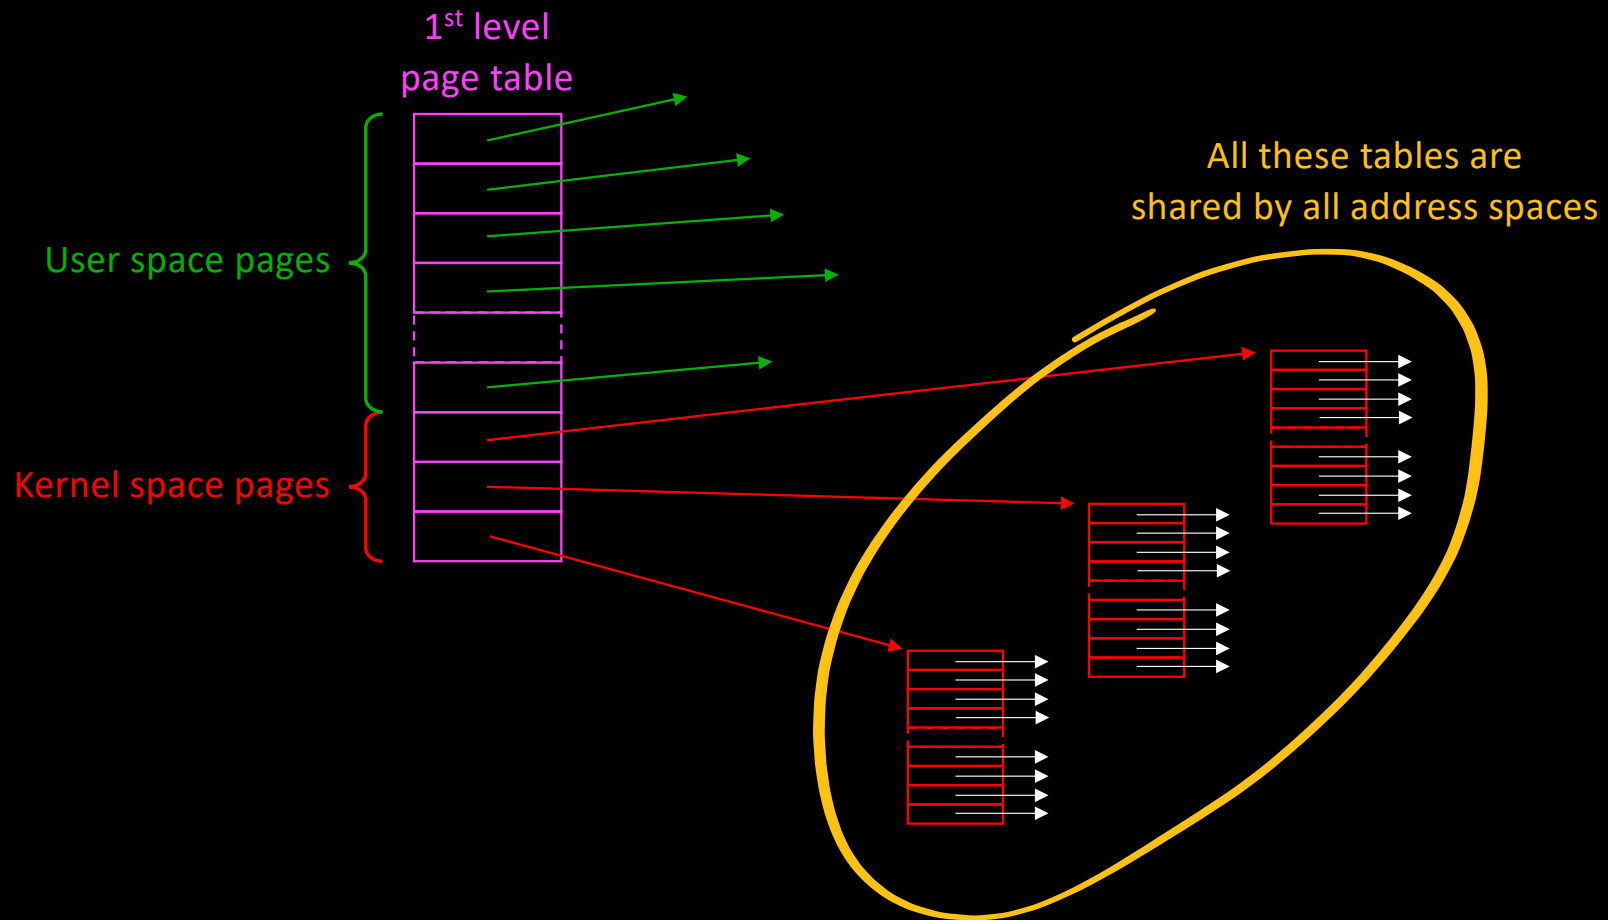 1st level
page table
All these tables are
shared by all address spaces
User space pages
Kernel space pages